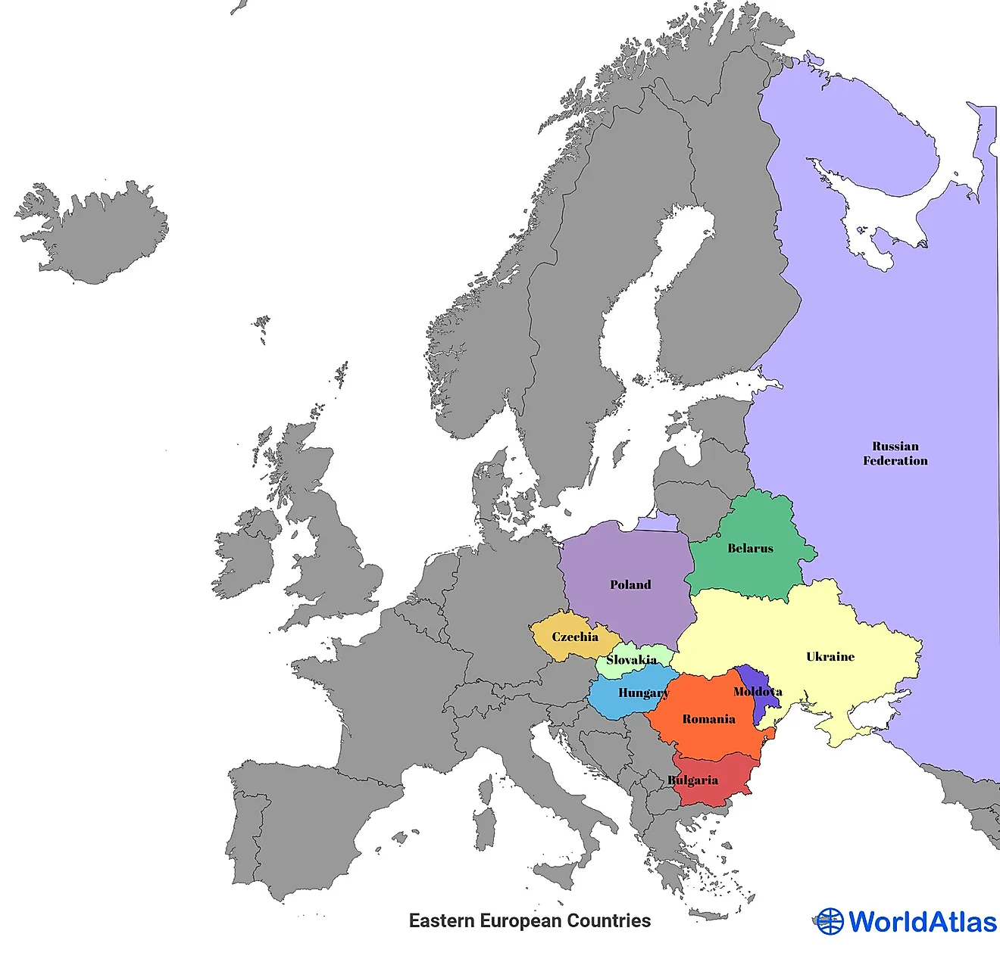 Russian
Federation
Belarus
Poland
Czechia
Ukraine
Slovakia
Hungary
Moldova
Romania
Bulgaria
Eastern European Countries
WorldAtlas